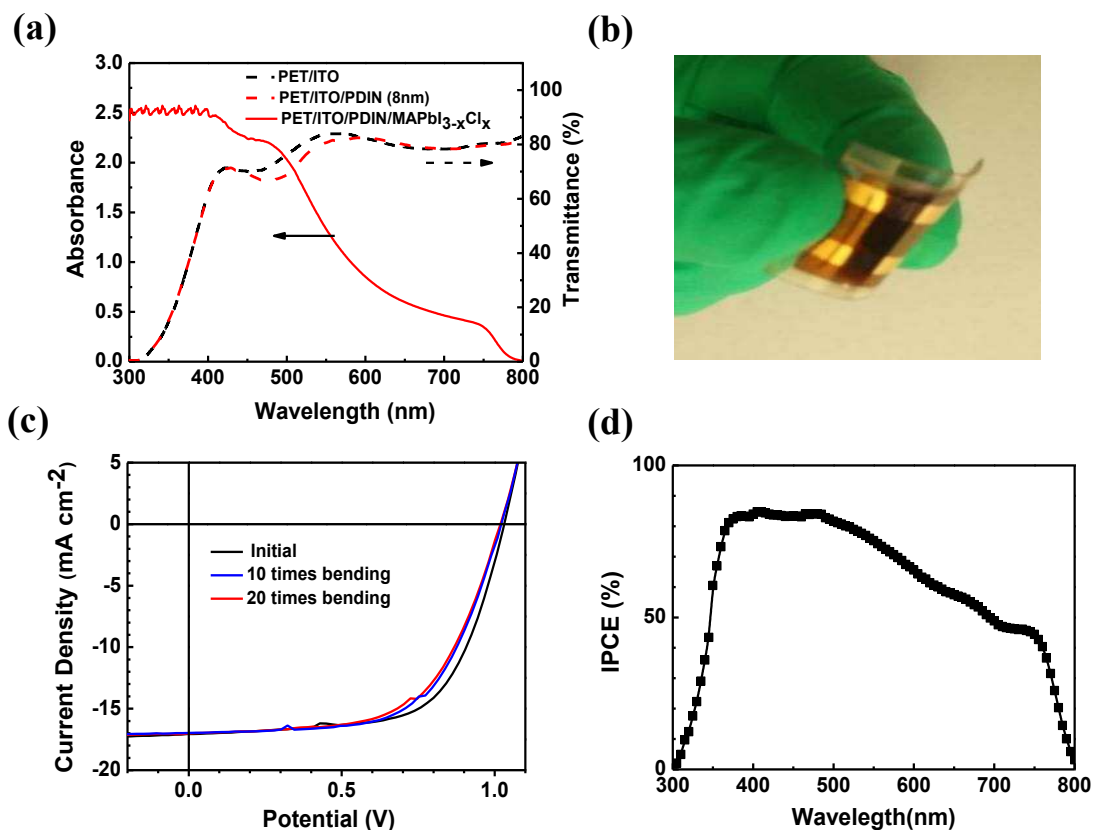 (a)
3.0
2.5
2.0
1.5
1.0
0.5
0.0
Absorbance
PET/ITO
PET/ITO/PDIN (8nm)
PET/ITO/PDIN/MAPbI3-xClx
100
80
60
40
20
0
Transmittance (%)
300 400 500 600 700 800
Wavelength (nm)
(b)
(c)
5
0
-5
-10
-15
-20
Current Density (mA cm-2)
Initial
10 times bending
20 times bending
0.0 0.5 1.0
Potential (V)
(d)
100
50
0
IPCE (%)
300 400 500 600 700 800
Wavelegth(nm)